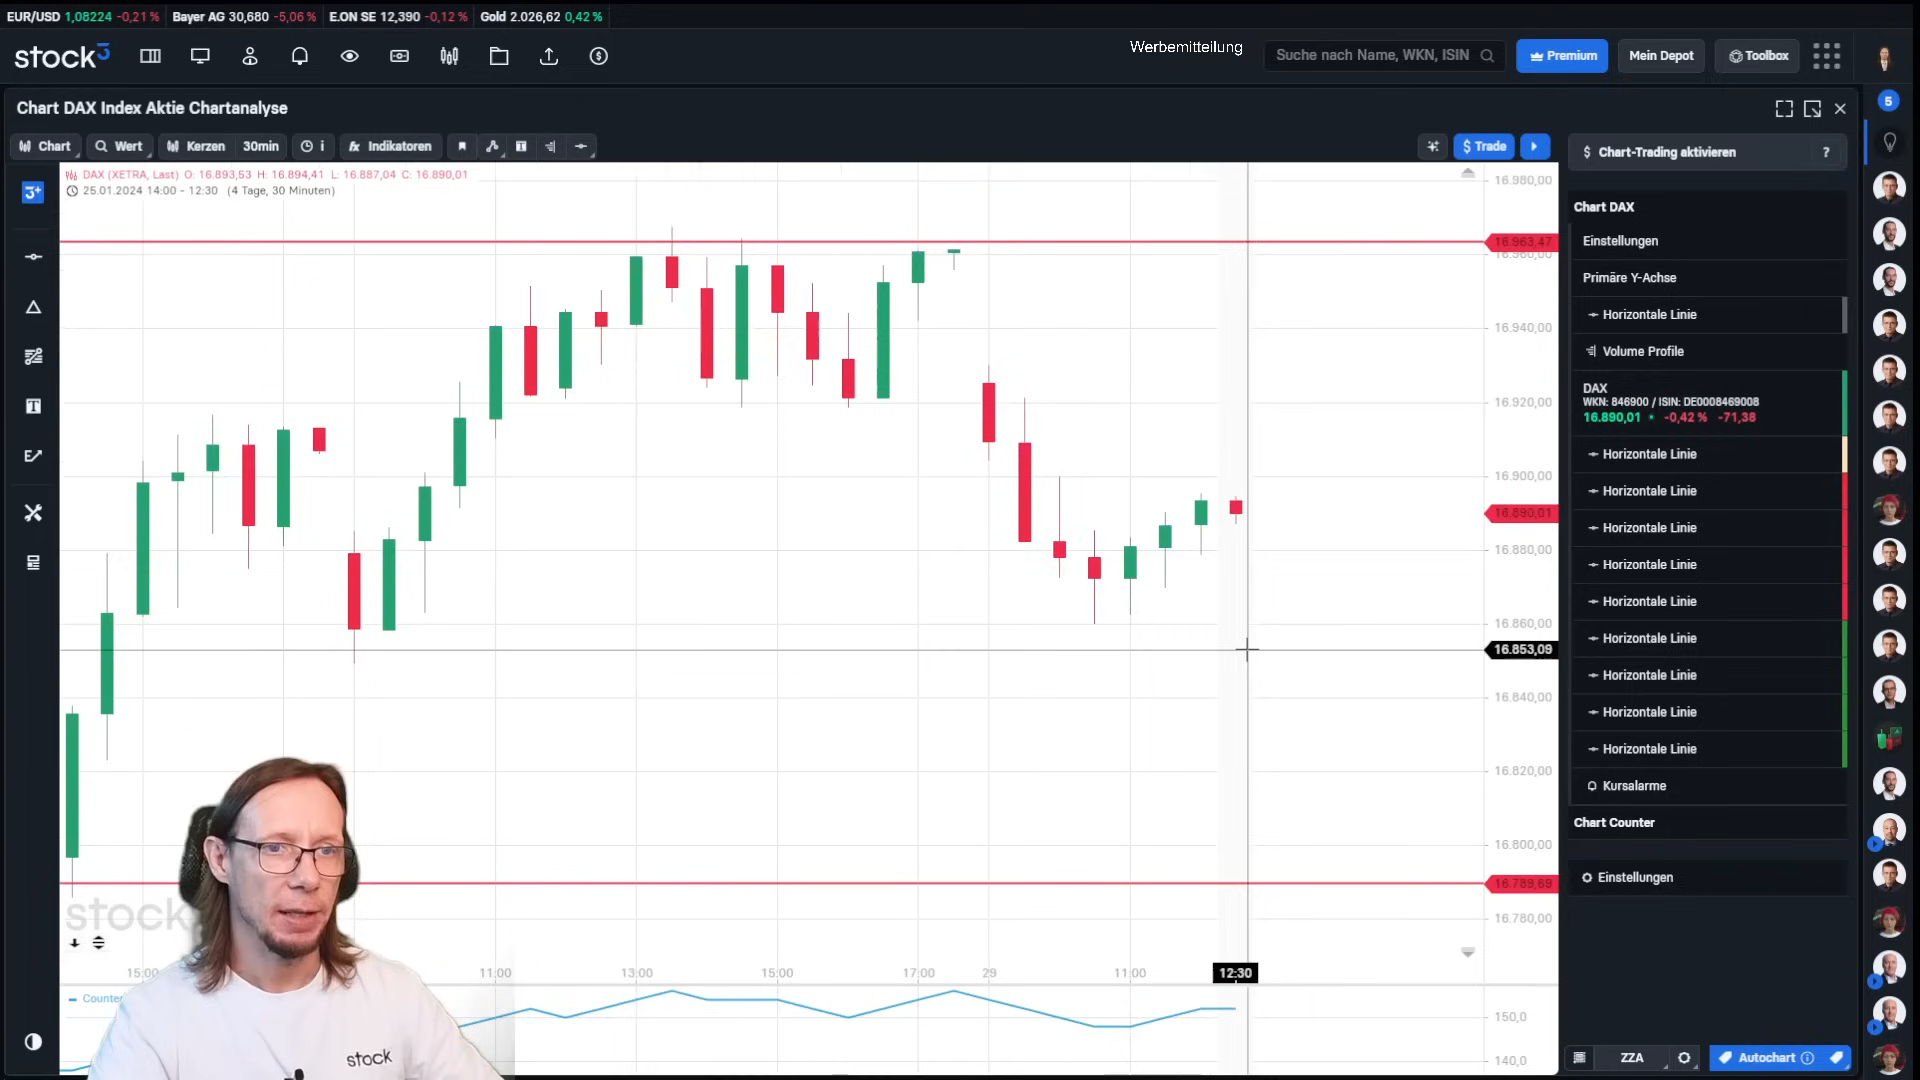 EUR/USD 1,08224 -0,21 % Bayer AG 30,680 -5,06 % E.ON SE 12,390 -0,12 % Gold 2.026,62 0,42 %
stock3
Werbemitteilung
Suche nach Name, WKN, ISIN
Premium
Mein Depot
Toolbox
Chart DAX Index Aktie Chartanalyse
5
Chart
Wert
Kerzen
30min
i
fx Indikatoren
$ Trade
$ Chart-Trading aktivieren ?
DAX (XETRA, Last) O: 16.893,53 H: 16.894,41 L: 16.887,04 C: 16.890,01
25.01.2024 14:00 - 12:30 (4 Tage, 30 Minuten)
3+
16.980,00
16.963,47
16.960,00
16.940,00
16.920,00
16.900,00
16.890,01
16.880,00
16.860,00
16.853,09
16.840,00
16.820,00
16.800,00
16.789,69
16.780,00
Chart DAX
Einstellungen
Primäre Y-Achse
Horizontale Linie
Volume Profile
DAX
WKN: 846900 / ISIN: DE0008469008
16.890,01 • -0,42 % -71,38
Horizontale Linie
Horizontale Linie
Horizontale Linie
Horizontale Linie
Horizontale Linie
Horizontale Linie
Horizontale Linie
Horizontale Linie
Horizontale Linie
Kursalarme
Chart Counter
Einstellungen
stock
15:00 11:00 13:00 15:00 17:00 29 11:00 12:30
Counter
150,0
140,0
stock
ZZA
Autochart